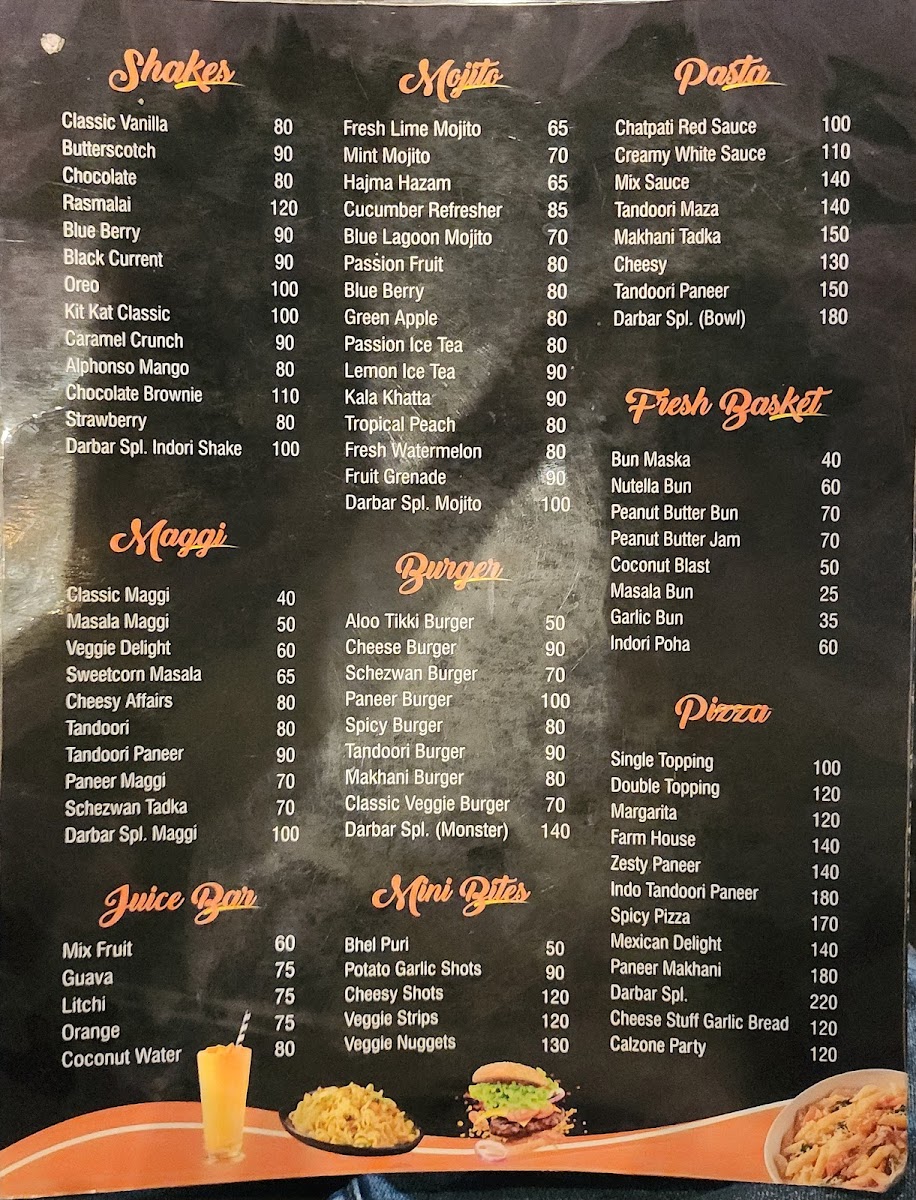 Shakes
Classic Vanilla 80
Butterscotch 90
Chocolate 80
Rasmalai 120
Blue Berry 90
Black Current 90
Oreo 100
Kit Kat Classic 100
Caramel Crunch 90
Alphonso Mango 80
Chocolate Brownie 110
Strawberry 80
Darbar Spl. Indori Shake 100
Maggi
Classic Maggi 40
Masala Maggi 50
Veggie Delight 60
Sweetcorn Masala 65
Cheesy Affairs 80
Tandoori 80
Tandoori Paneer 90
Paneer Maggi 70
Schezwan Tadka 70
Darbar Spl. Maggi 100
Juice Bar
Mix Fruit 60
Guava 75
Litchi 75
Orange 75
Coconut Water 80
Mojito
Fresh Lime Mojito 65
Mint Mojito 70
Hajma Hazam 65
Cucumber Refresher 85
Blue Lagoon Mojito 70
Passion Fruit 80
Blue Berry 80
Green Apple 80
Passion Ice Tea 80
Lemon Ice Tea 90
Kala Khatta 90
Tropical Peach 80
Fresh Watermelon 80
Fruit Grenade 90
Darbar Spl. Mojito 100
Burger
Aloo Tikki Burger 50
Cheese Burger 90
Schezwan Burger 70
Paneer Burger 100
Spicy Burger 80
Tandoori Burger 90
Makhani Burger 80
Classic Veggie Burger 70
Darbar Spl. (Monster) 140
Mini Bites
Bhel Puri 50
Potato Garlic Shots 90
Cheesy Shots 120
Veggie Strips 120
Veggie Nuggets 130
Pasta
Chatpati Red Sauce 100
Creamy White Sauce 110
Mix Sauce 140
Tandoori Maza 140
Makhani Tadka 150
Cheesy 130
Tandoori Paneer 150
Darbar Spl. (Bowl) 180
Fresh Basket
Bun Maska 40
Nutella Bun 60
Peanut Butter Bun 70
Peanut Butter Jam 70
Coconut Blast 50
Masala Bun 25
Garlic Bun 35
Indori Poha 60
Pizza
Single Topping 100
Double Topping 120
Margarita 120
Farm House 140
Zesty Paneer 140
Indo Tandoori Paneer 180
Spicy Pizza 170
Mexican Delight 140
Paneer Makhani 180
Darbar Spl. 220
Cheese Stuff Garlic Bread 120
Calzone Party 120